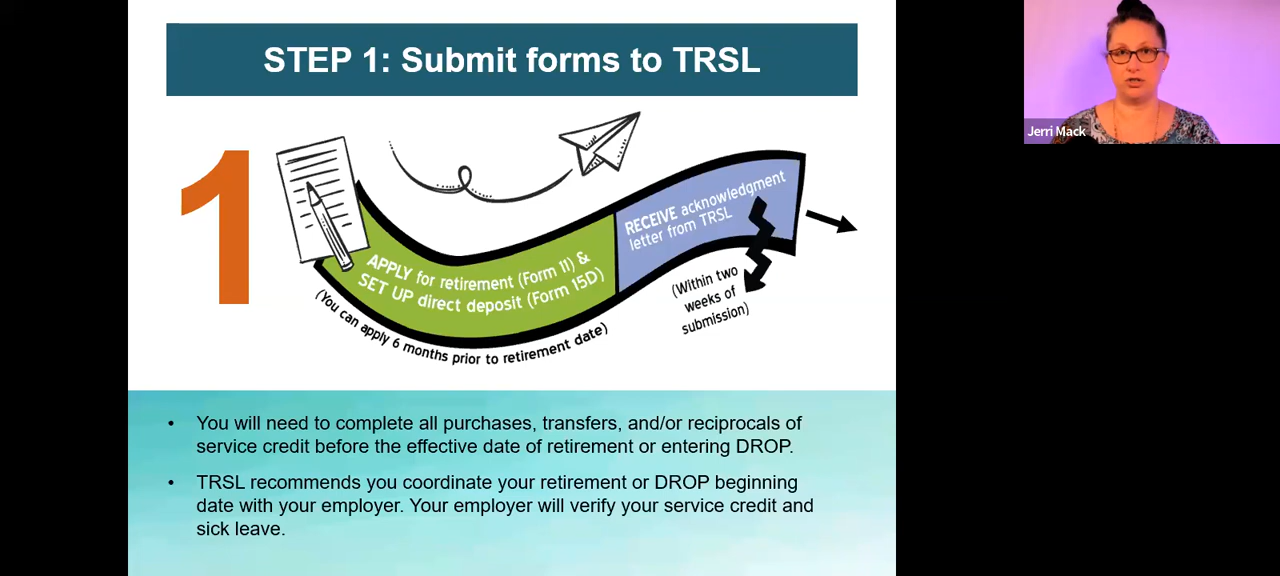 STEP 1: Submit forms to TRSL
Jerri Mack
1
APPLY for retirement (Form 11) &
SET UP direct deposit (Form 15D)
(You can apply 6 months prior to retirement date)
RECEIVE acknowledgment
letter from TRSL
(Within two
weeks of
submission)
• You will need to complete all purchases, transfers, and/or reciprocals of
service credit before the effective date of retirement or entering DROP.
• TRSL recommends you coordinate your retirement or DROP beginning
date with your employer. Your employer will verify your service credit and
sick leave.